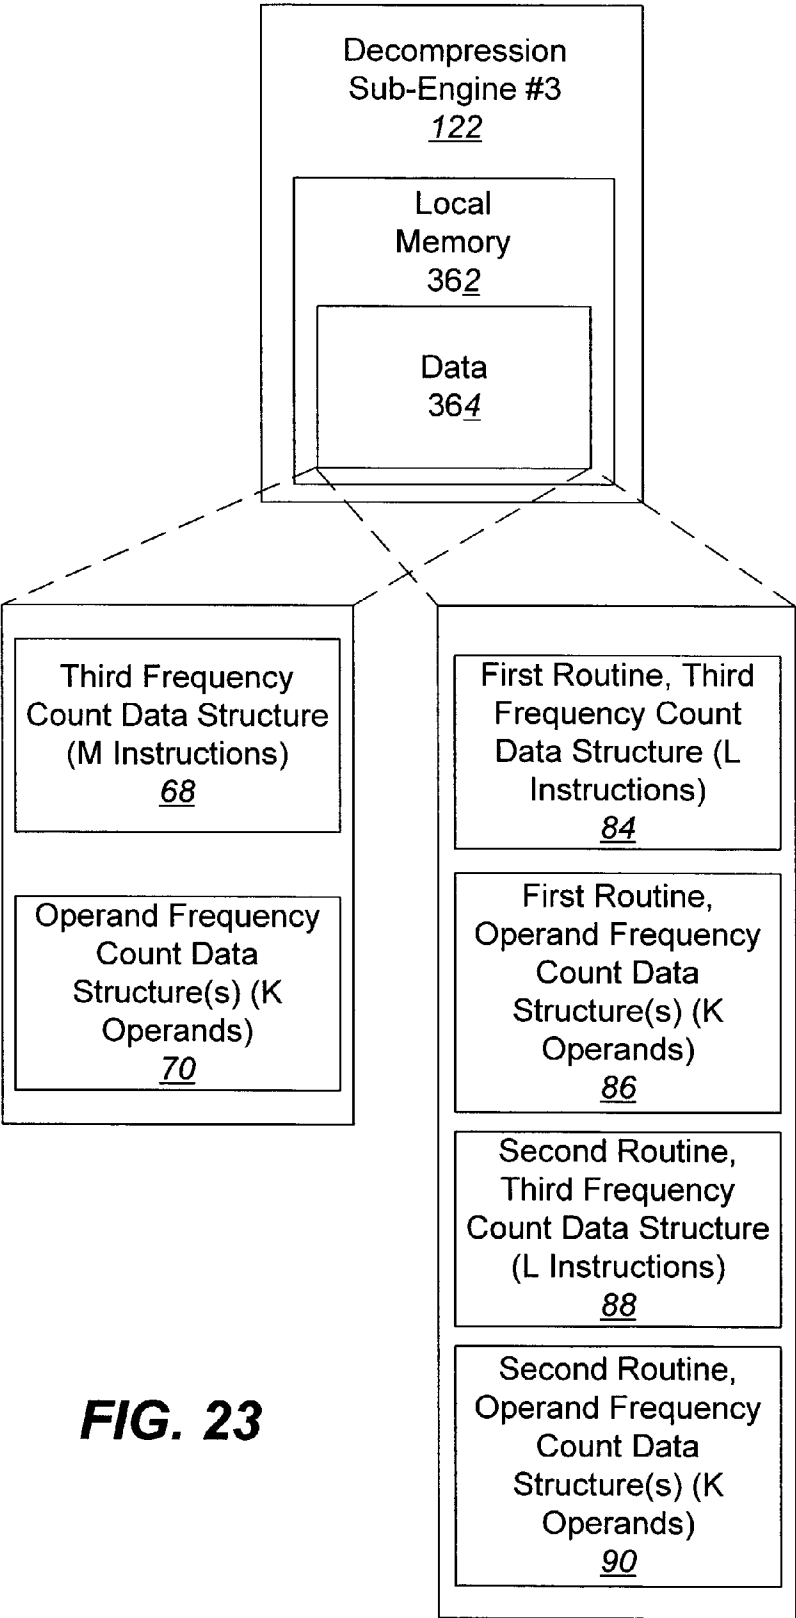 Decompression
Sub-Engine #3
122
Local
Memory
362
Data
364
Third Frequency
Count Data Structure
(M Instructions)
68
Operand Frequency
Count Data
Structure(s) (K
Operands)
70
First Routine, Third
Frequency Count
Data Structure (L
Instructions)
84
First Routine,
Operand Frequency
Count Data
Structure(s) (K
Operands)
86
Second Routine,
Third Frequency
Count Data Structure
(L Instructions)
88
Second Routine,
Operand Frequency
Count Data
Structure(s) (K
Operands)
90
FIG. 23